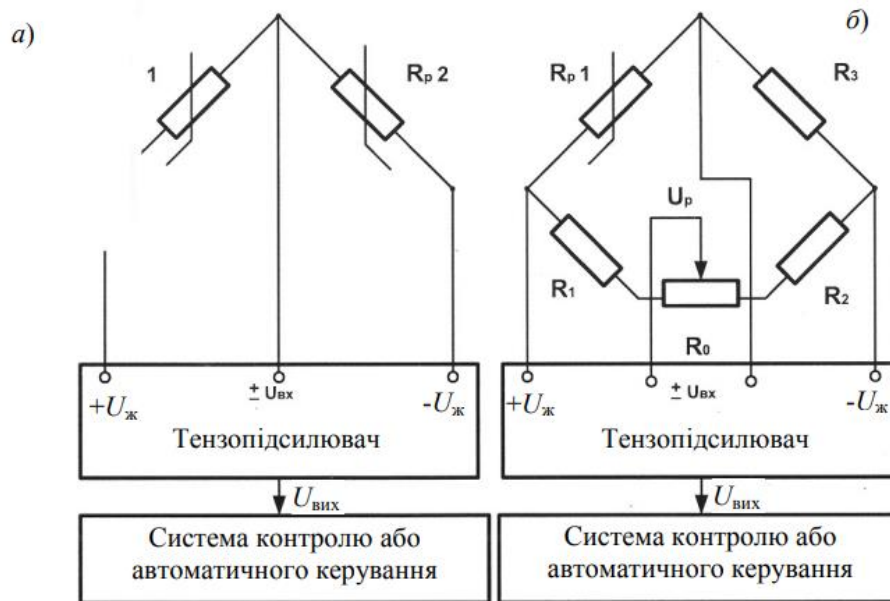 а)
1
Rр 2
+Uж
± Uвх
-Uж
Тензопідсилювач
Uвих
Система контролю або
автоматичного керування
б)
Rр 1
R3
Uр
R1
R2
R0
+Uж
± Uвх
-Uж
Тензопідсилювач
Uвих
Система контролю або
автоматичного керування